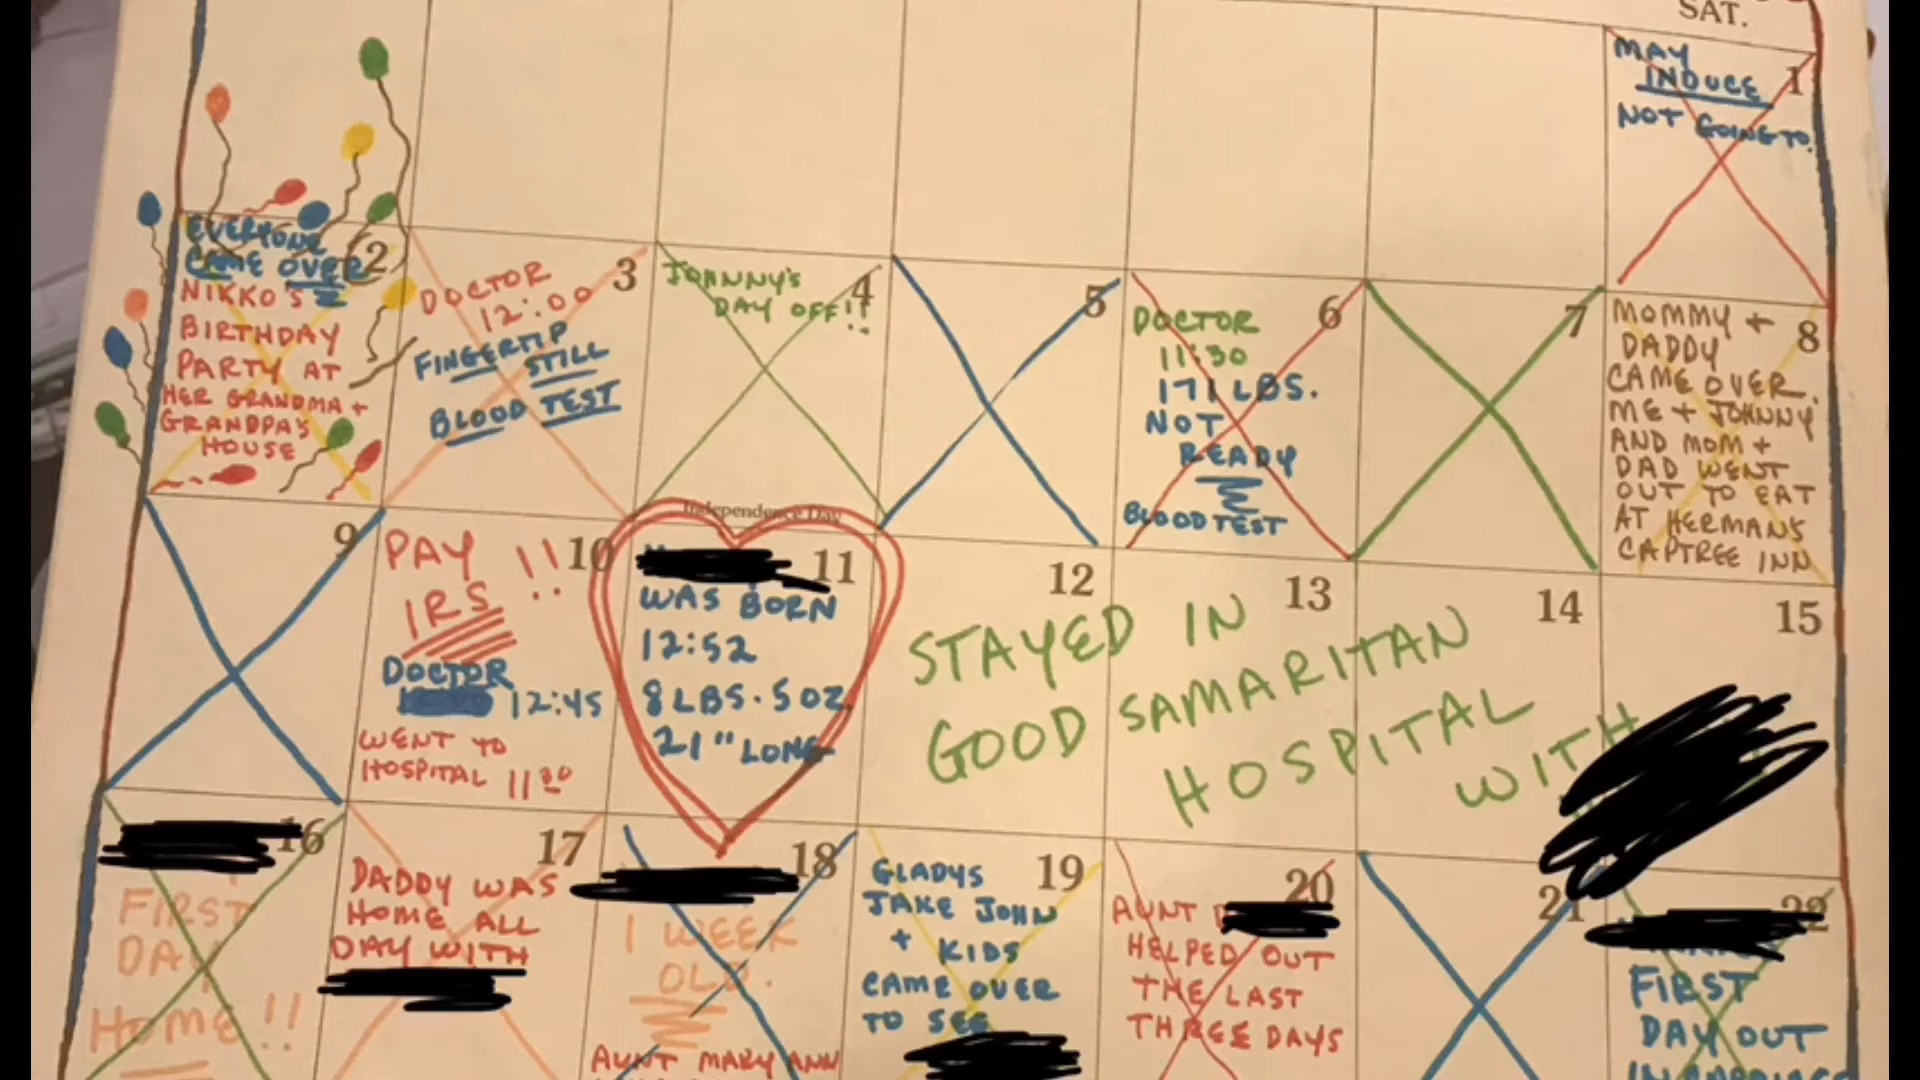 SAT.
MAY
INDUCE
1
NOT GOING TO.
EVERYONE
CAME OVER
2
NIKKO'S
BIRTHDAY
PARTY AT
HER GRANDMA +
GRANDPA'S
HOUSE
3
DOCTOR
12:00
FINGERTIP
STILL
BLOOD TEST
4
JOHNNY'S
DAY OFF!!
Independence Day
5
6
DOCTOR
11:30
171 LBS.
NOT
READY
BLOOD TEST
7
8
MOMMY +
DADDY
CAME OVER.
ME + JOHNNY
AND MOM +
DAD WENT
OUT TO EAT
AT HERMAN'S
CAPTREE INN
9
10
PAY !!
IRS
DOCTOR
12:45
WENT TO
HOSPITAL 1130
11
WAS BORN
12:52
8 LBS. 5 OZ.
21" LONG
12
13
14
15
STAYED IN
GOOD SAMARITAN
HOSPITAL
WITH
16
FIRST
DAY
HOME!!
17
DADDY WAS
HOME ALL
DAY WITH
18
1 WEEK
OLD.
AUNT MARY ANN
19
GLADYS
JAKE JOHN
+ KIDS
CAME OVER
TO SEE
20
AUNT
HELPED OUT
THE LAST
THREE DAYS
21
22
FIRST
DAY OUT
IN CARRIAGE